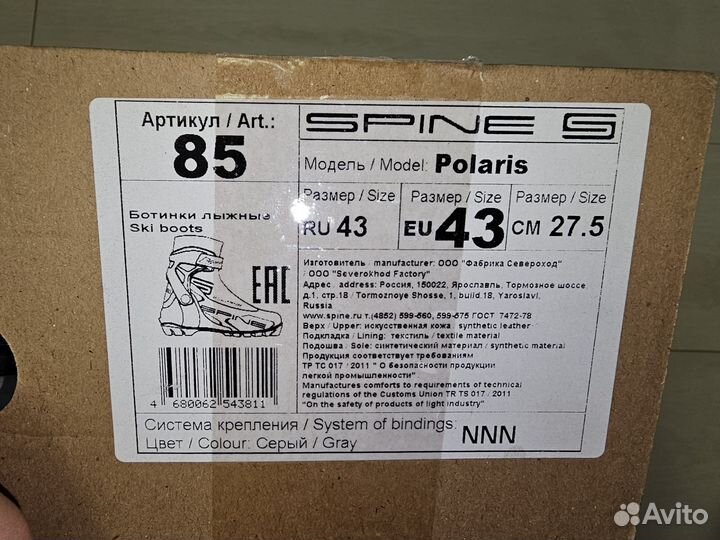 Артикул / Art.:
85
SPINE S
Модель / Model: Polaris
Размер / Size
RU 43
Размер / Size
EU 43
Размер / Size
CM 27.5
Ботинки лыжные
Ski boots
SPINE
EAC
Изготовитель / manufacturer: ООО "Фабрика Североход"
/ ООО "Severokhod Factory"
Адрес / address: Россия, 150022, Ярославль, Тормозное шоссе,
д.1, стр.18 / Tormoznoye Shosse, 1, build.18, Yaroslavl,
Russia
www.spine.ru т.(4852) 599-560, 599-575 ГОСТ 7472-78
Верх / Upper: искусственная кожа / synthetic leather
Подкладка / Lining: текстиль / textile material
Подошва / Sole: синтетический материал / synthetic material
Продукция соответствует требованиям
ТР ТС 017 / 2011 " О безопасности продукции
легкой промышленности"
Manufactures comforts to requirements of technical
regulations of the Customs Union TR TS 017 / 2011
"On the safety of products of light industry"
4 680062 543811
Система крепления / System of bindings: NNN
Цвет / Colour: Серый / Gray
Avito